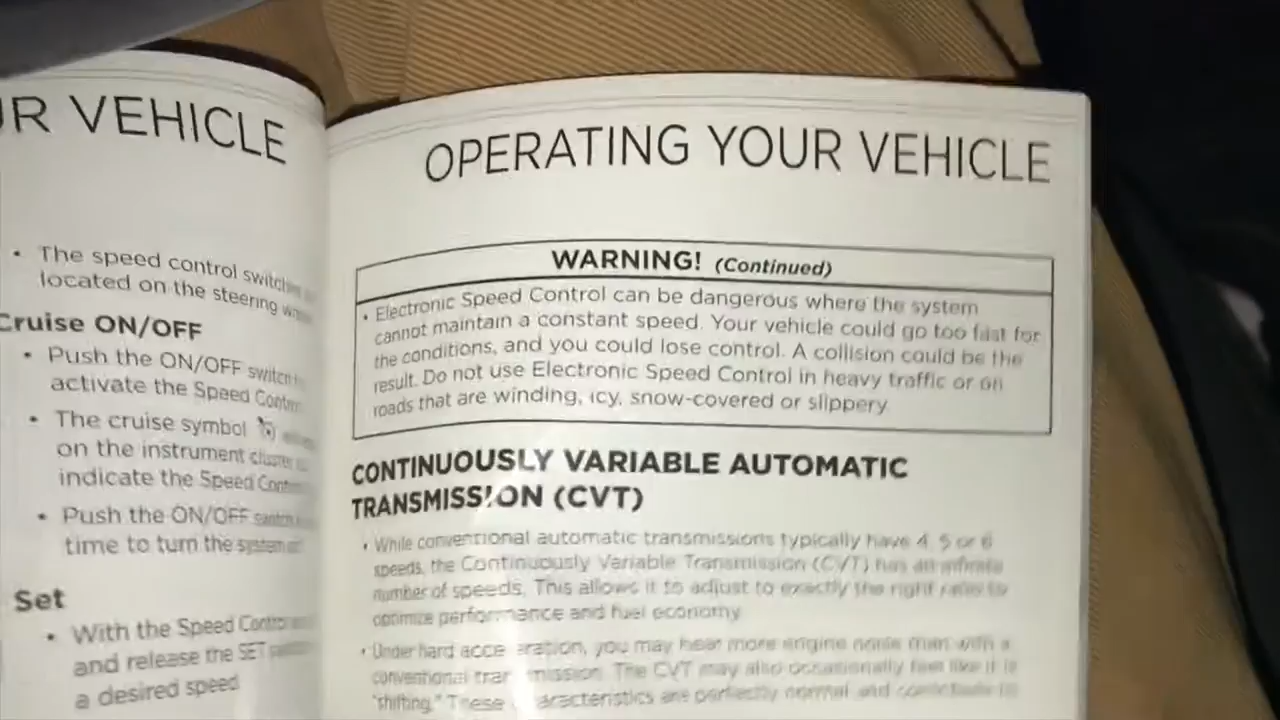 UR VEHICLE
• The speed control
located on the steering
Cruise ON/OFF
• Push the ON/OFF switch
activate the Speed
• The cruise symbol
on the instrument cluster
indicate the Speed
• Push the ON/OFF
time to turn the system
Set
• With the Speed
and release the SET
a desired speed
OPERATING YOUR VEHICLE
WARNING! (Continued)
• Electronic Speed Control can be dangerous where the system
cannot maintain a constant speed. Your vehicle could go too fast for
the conditions, and you could lose control. A collision could be the
result. Do not use Electronic Speed Control in heavy traffic or on
roads that are winding, icy, snow-covered or slippery.
CONTINUOUSLY VARIABLE AUTOMATIC
TRANSMISSION (CVT)
• While conventional automatic transmissions typically have 4, 5 or 6
speeds, the Continuously Variable Transmission (CVT) has an infinite
number of speeds. This allows it to adjust to exactly the right ratio to
optimize performance and fuel economy.
• Under hard acceleration, you may hear more engine noise than with a
conventional transmission. The CVT may also occasionally feel like it is
"shifting." These characteristics are perfectly normal and